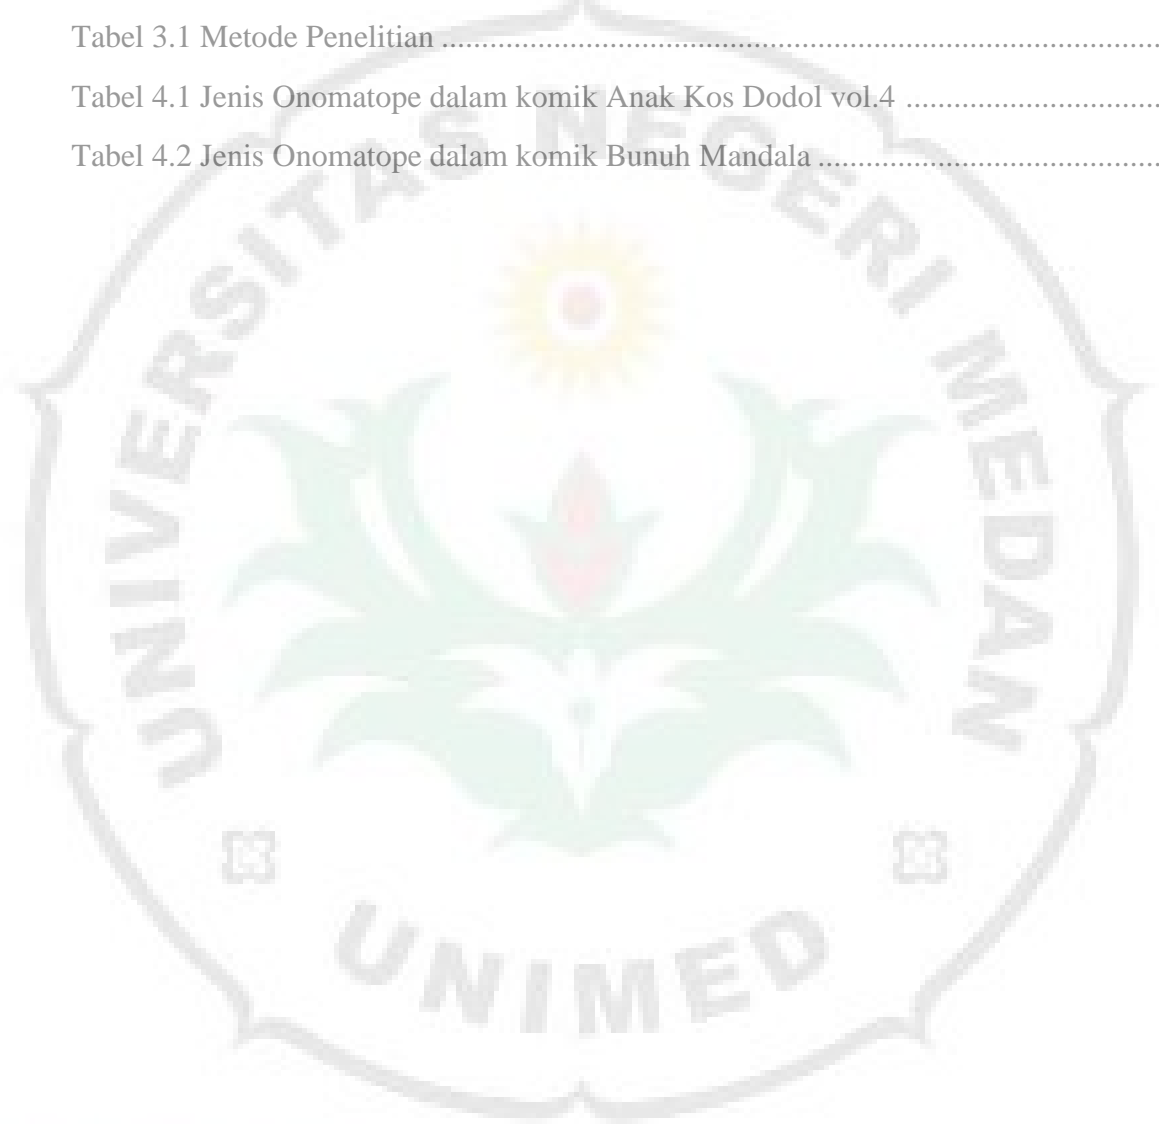 Tabel 3.1 Metode Penelitian ........................................................................................
Tabel 4.1 Jenis Onomatope dalam komik Anak Kos Dodol vol.4 ................................
Tabel 4.2 Jenis Onomatope dalam komik Bunuh Mandala ...........................................
UNIVERSITAS NEGERI MEDAN
UNIMED